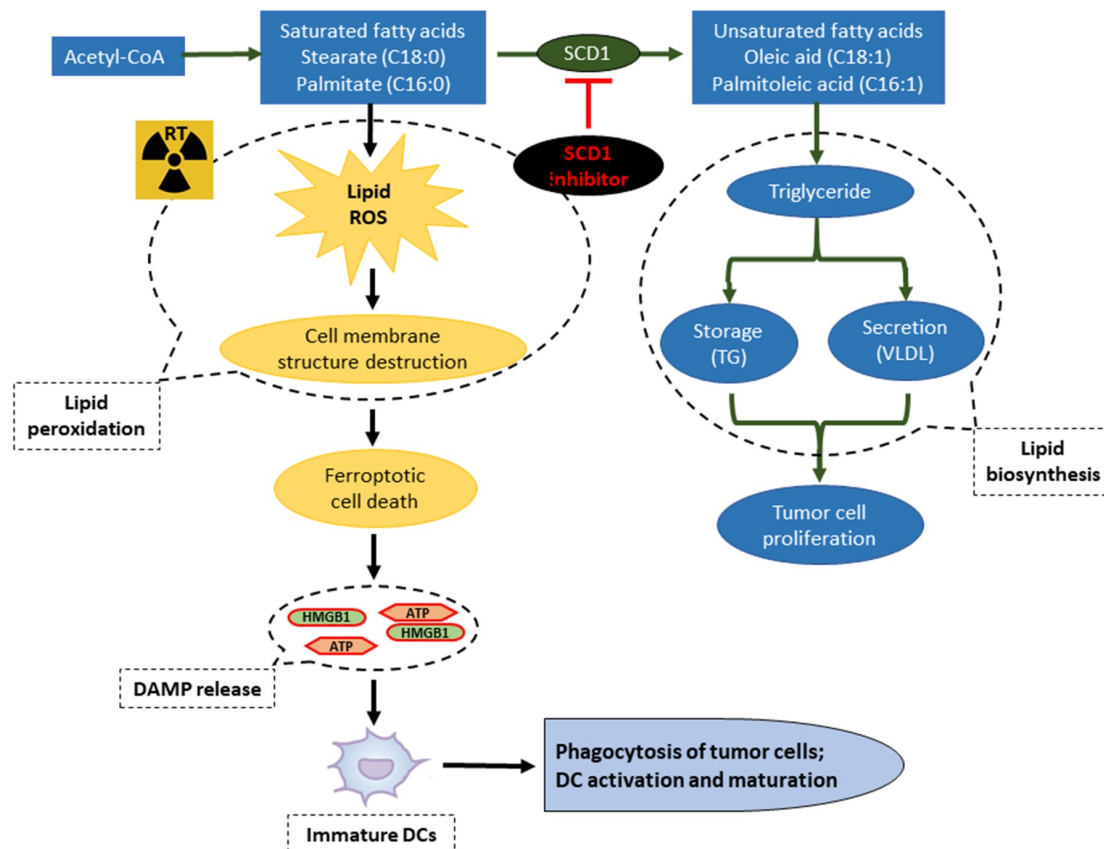 Acetyl-CoA
Saturated fatty acids
Stearate (C18:0)
Palmitate (C16:0)
SCD1
Unsaturated fatty acids
Oleic aid (C18:1)
Palmitoleic acid (C16:1)
RT
SCD1
inhibitor
Lipid
ROS
Triglyceride
Cell membrane
structure destruction
Storage
(TG)
Secretion
(VLDL)
Lipid
peroxidation
Lipid
biosynthesis
Ferroptotic
cell death
Tumor cell
proliferation
HMGB1
ATP
HMGB1
ATP
DAMP release
Phagocytosis of tumor cells;
DC activation and maturation
Immature DCs